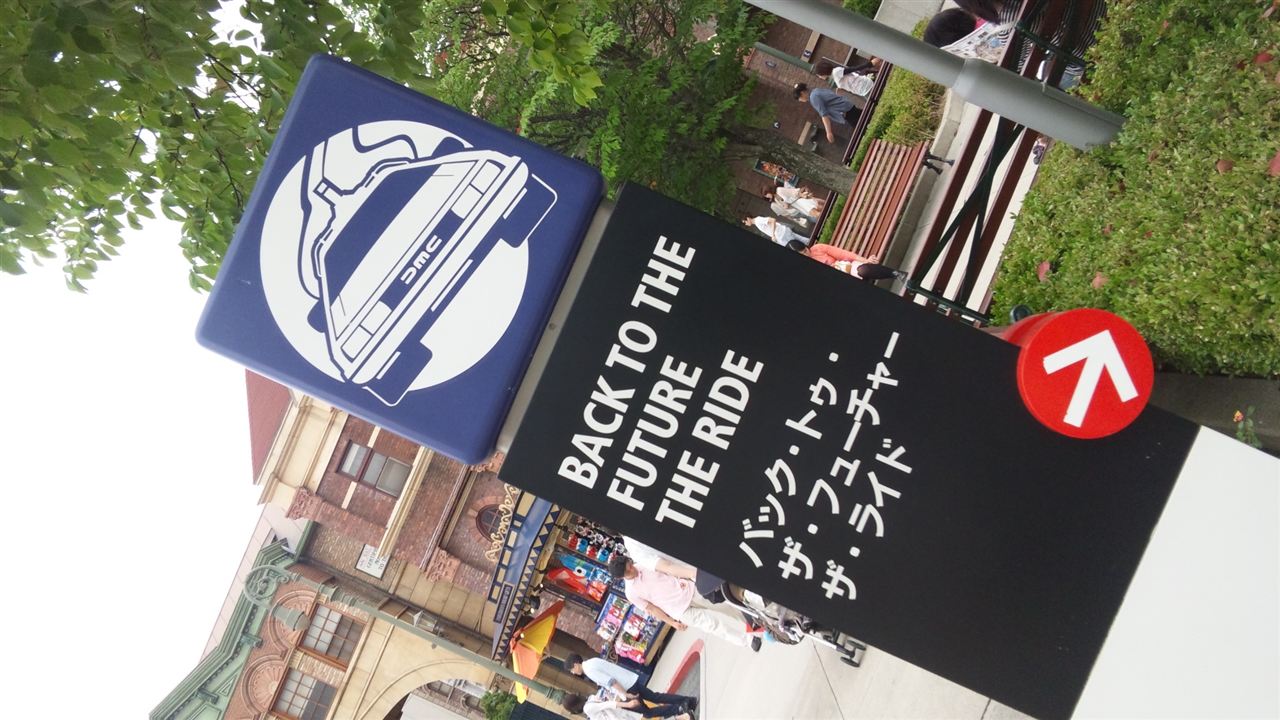 DMC
BACK TO THE
FUTURE
THE RIDE
バック・トゥ・
ザ・フューチャー
ザ・ライド